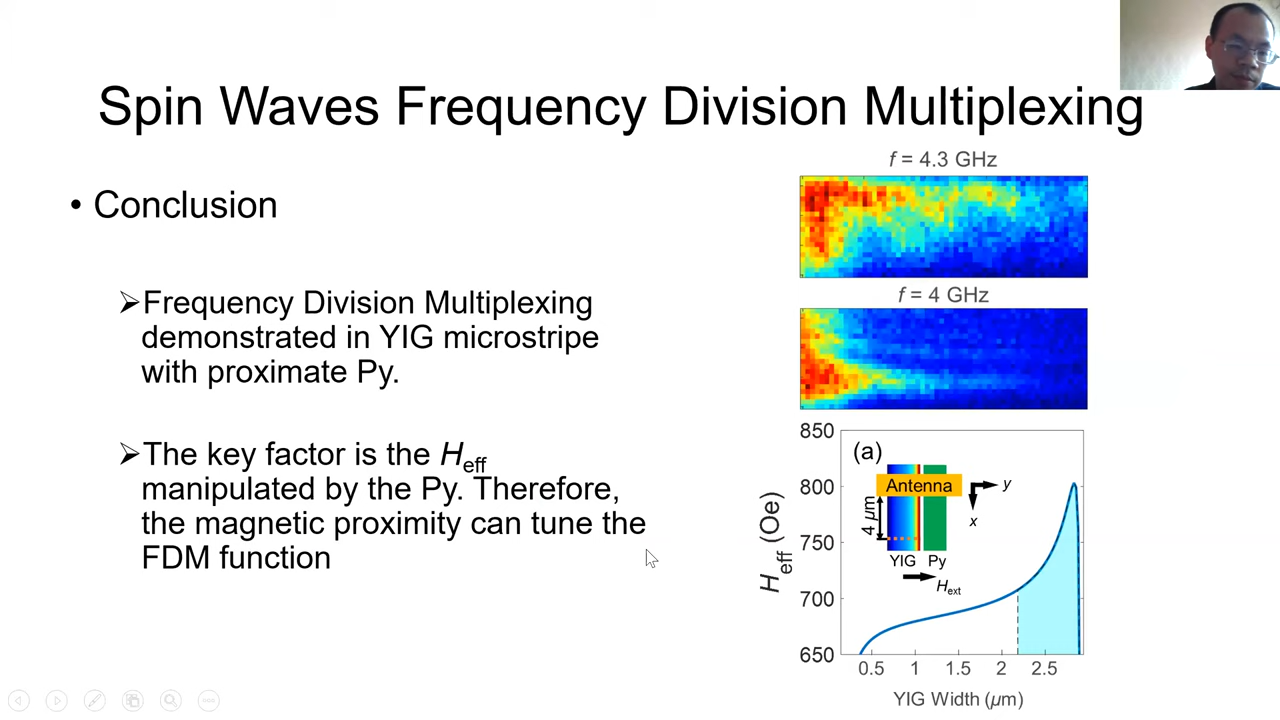 Spin Waves Frequency Division Multiplexing
• Conclusion
➢Frequency Division Multiplexing
demonstrated in YIG microstripe
with proximate Py.
➢The key factor is the Heff
manipulated by the Py. Therefore,
the magnetic proximity can tune the
FDM function
f = 4.3 GHz
f = 4 GHz
850
800
750
700
650
Heff (Oe)
(a)
Antenna
y
x
4 µm
YIG Py
Hext
0.5 1 1.5 2 2.5
YIG Width (µm)